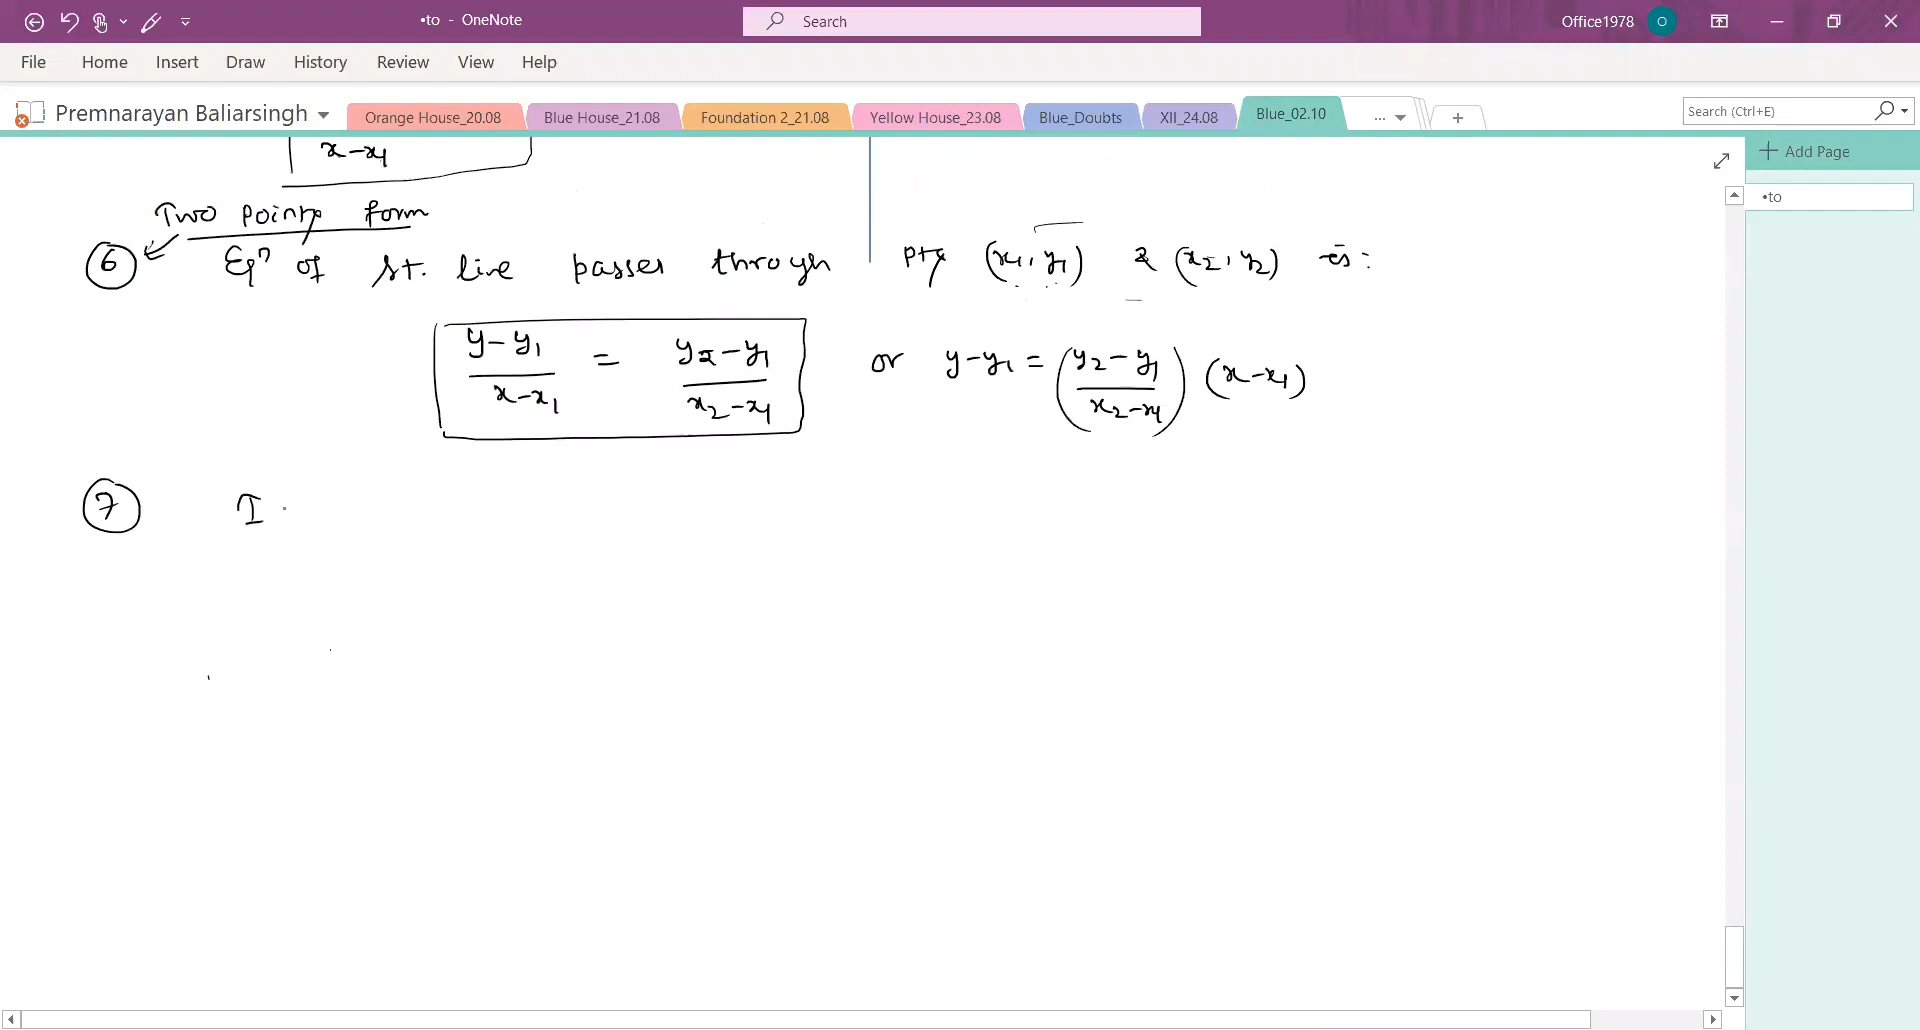 •to - OneNote
Search
Office1978
O
File Home Insert Draw History Review View Help
Premnarayan Baliarsingh
Orange House_20.08
Blue House_21.08
Foundation 2_21.08
Yellow House_23.08
Blue_Doubts
XII_24.08
Blue_02.10
...
Search (Ctrl+E)
Add Page
•to
x-x₁
Two points form
⑥ Eqⁿ of st. line passes through pts (x₁, y₁) & (x₂, y₂) is:
y-y₁/x-x₁ = y₂-y₁/x₂-x₁ or y-y₁ = (y₂-y₁/x₂-x₁) (x-x₁)
⑦ I